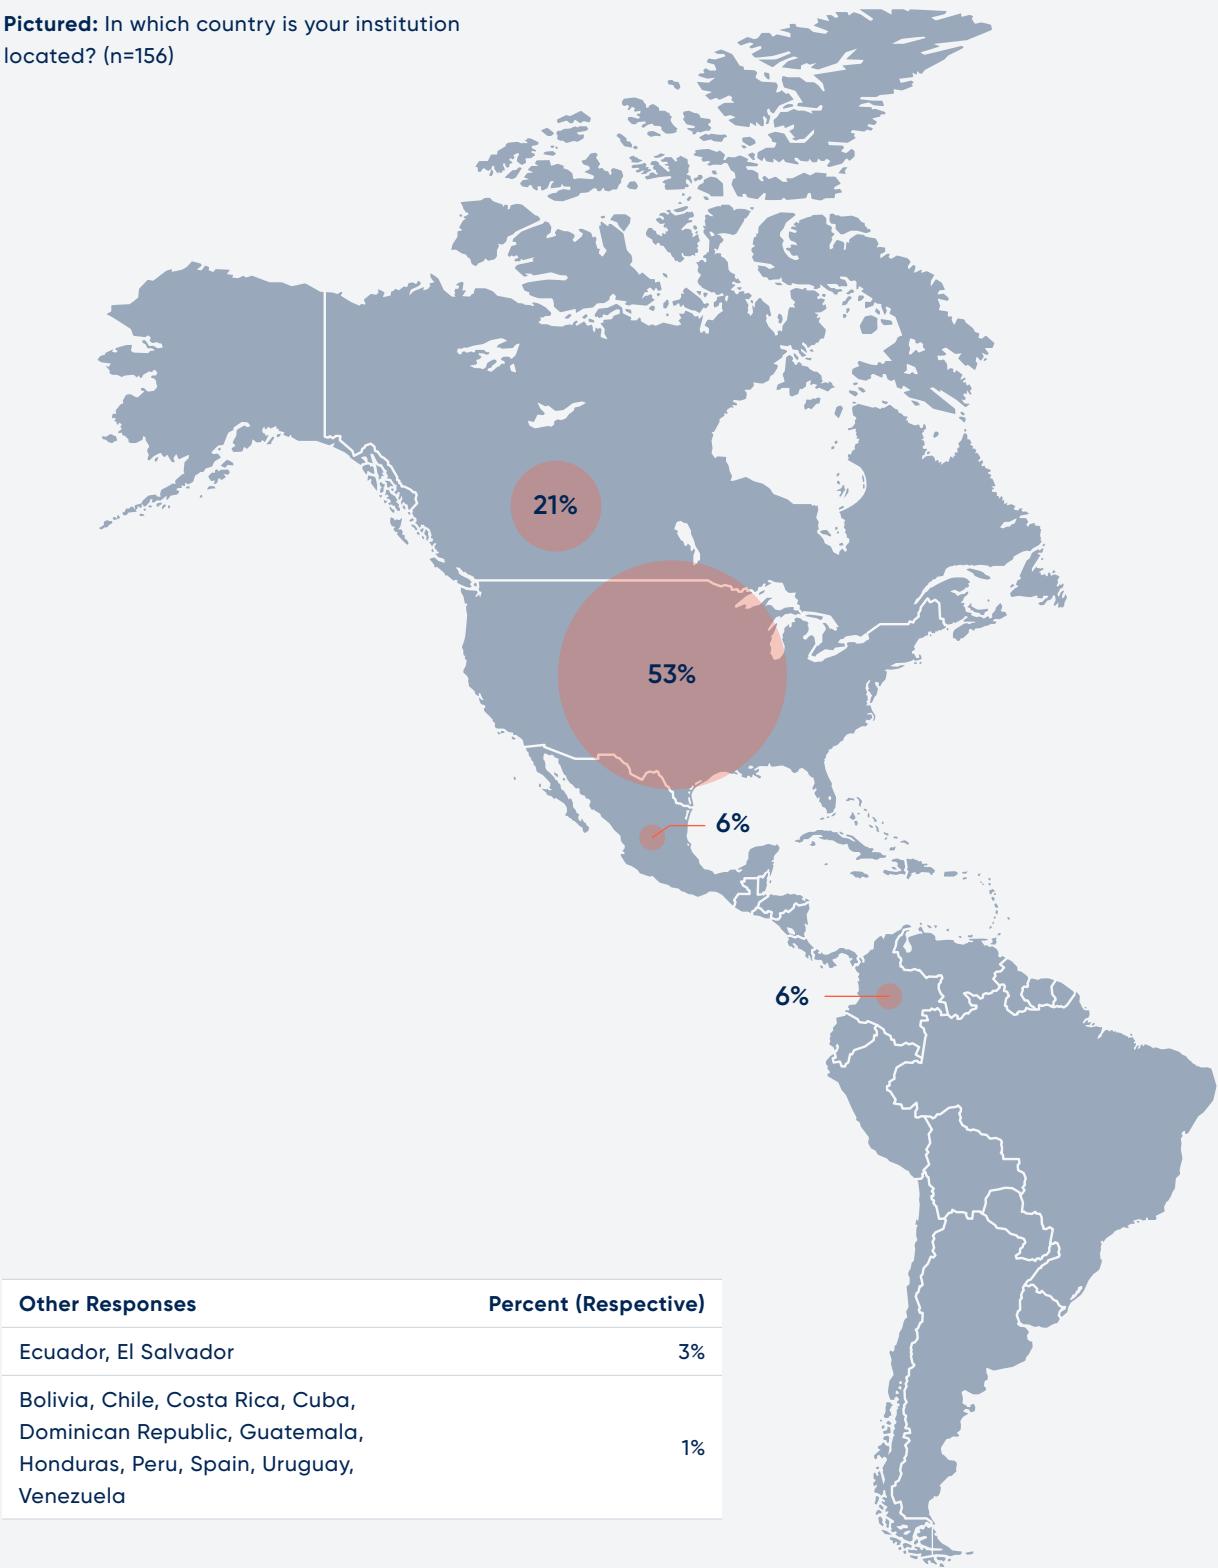 Pictured: In which country is your institution
located? (n=156)
21%
53%
6%
6%
Other Responses Percent (Respective)
Ecuador, El Salvador 3%
Bolivia, Chile, Costa Rica, Cuba,
Dominican Republic, Guatemala,
Honduras, Peru, Spain, Uruguay,
Venezuela
1%